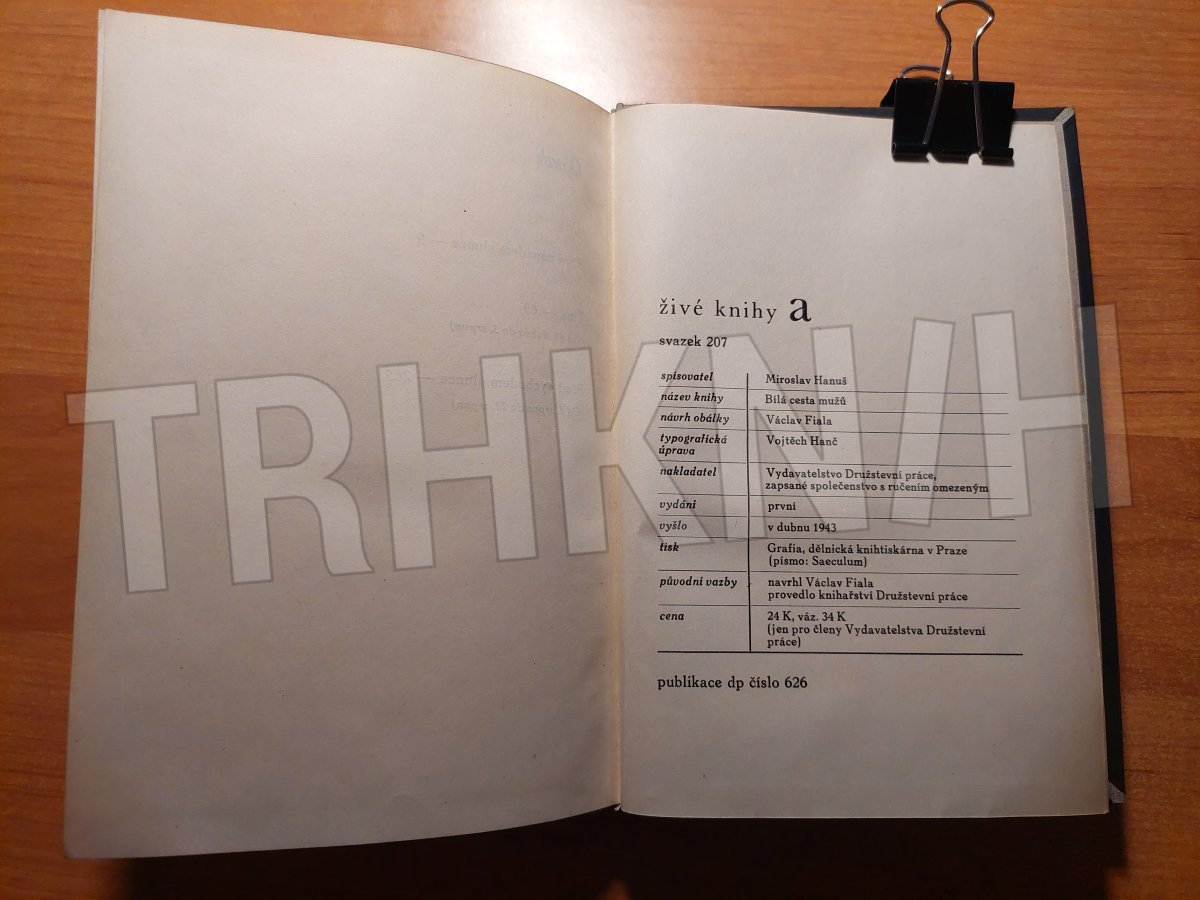 živé knihy a
svazek 207
spisovatel Miroslav Hanuš
název knihy Bílá cesta mužů
návrh obálky Václav Fiala
typografická Vojtěch Hanč
úprava
nakladatel Vydavatelstvo Družstevní práce,
zapsané společenstvo s ručením omezeným
vydání první
vyšlo v dubnu 1943
tisk Grafia, dělnická knihtiskárna v Praze
(písmo: Saeculum)
původní vazby navrhl Václav Fiala
provedlo knihařství Družstevní práce
cena 24 K, váz. 34 K
(jen pro členy Vydavatelstva Družstevní
práce)
publikace dp číslo 626
TRHKNIH